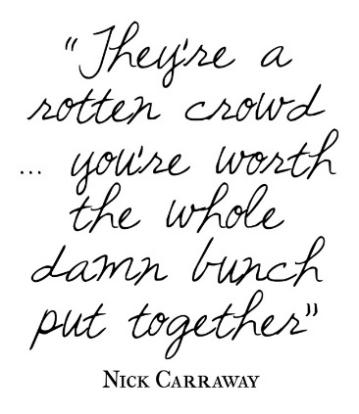 "They're a
rotten crowd
... you're worth
the whole
damn bunch
put together"
Nick Carraway